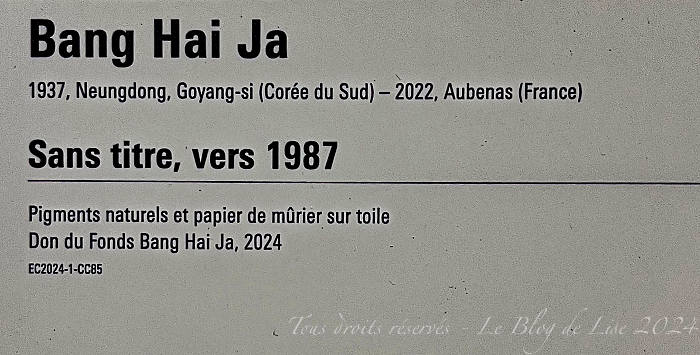 Bang Hai Ja
1937, Neungdong, Goyang-si (Corée du Sud) – 2022, Aubenas (France)
Sans titre, vers 1987
Pigments naturels et papier de mûrier sur toile
Don du Fonds Bang Hai Ja, 2024
EC2024-1-CC85
Tous droits réservés - Le Blog de Lise 2024